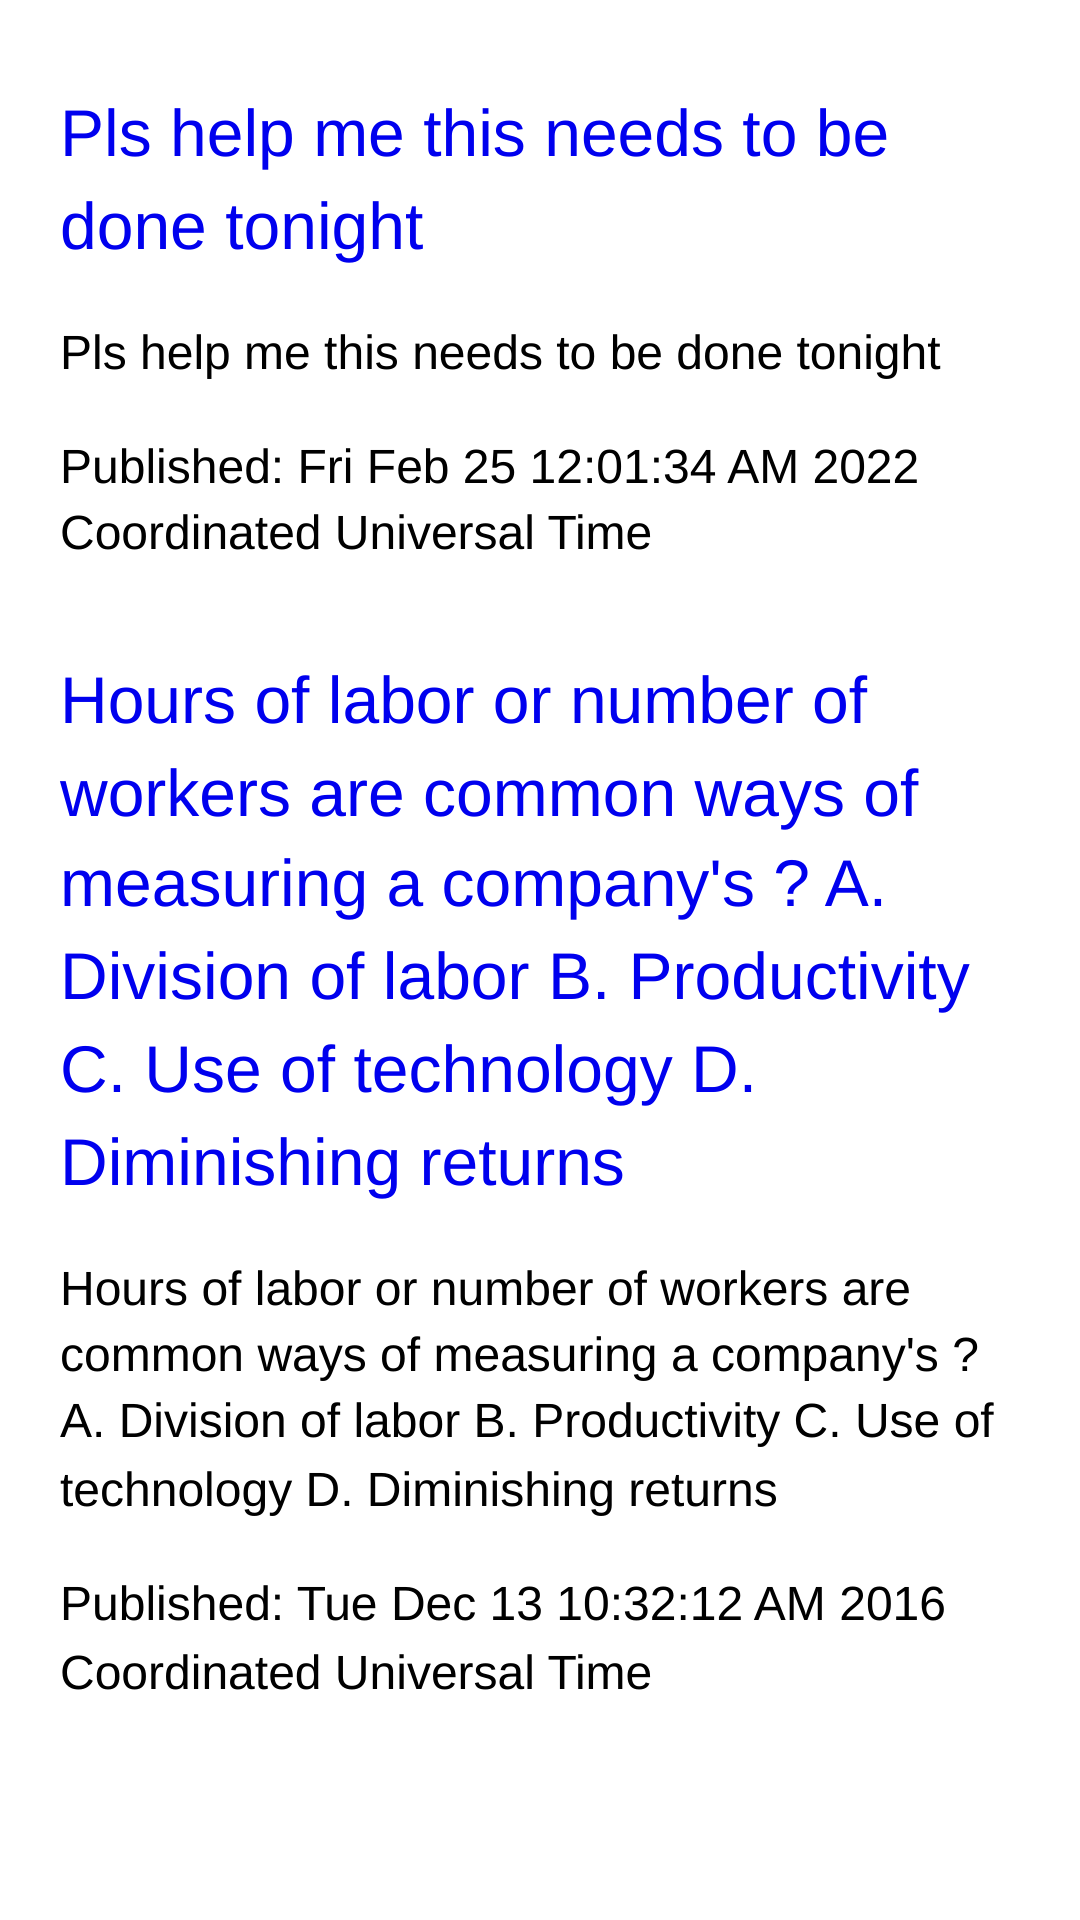 Pls help me this needs to be
done tonight
Pls help me this needs to be done tonight
Published: Fri Feb 25 12:01:34 AM 2022
Coordinated Universal Time
Hours of labor or number of
workers are common ways of
measuring a company's ? A.
Division of labor B. Productivity
C. Use of technology D.
Diminishing returns
Hours of labor or number of workers are
common ways of measuring a company's ?
A. Division of labor B. Productivity C. Use of
technology D. Diminishing returns
Published: Tue Dec 13 10:32:12 AM 2016
Coordinated Universal Time